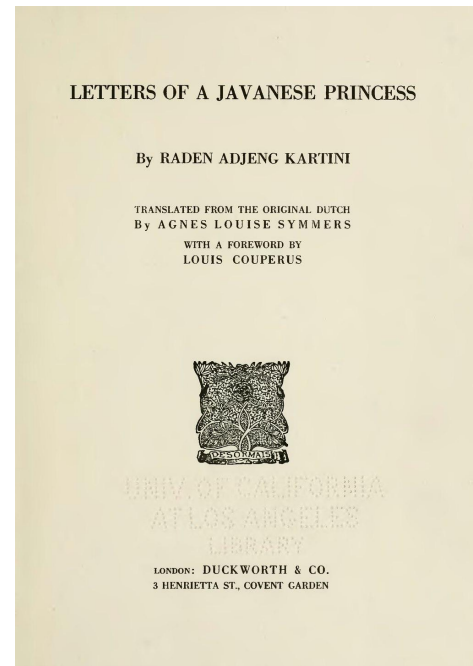 LETTERS OF A JAVANESE PRINCESS
By RADEN ADJENG KARTINI
TRANSLATED FROM THE ORIGINAL DUTCH
By AGNES LOUISE SYMMERS
WITH A FOREWORD BY
LOUIS COUPERUS
DESORMAIS
UNIV. OF CALIFORNIA
AT LOS ANGELES
LIBRARY
LONDON: DUCKWORTH & CO.
3 HENRIETTA ST., COVENT GARDEN